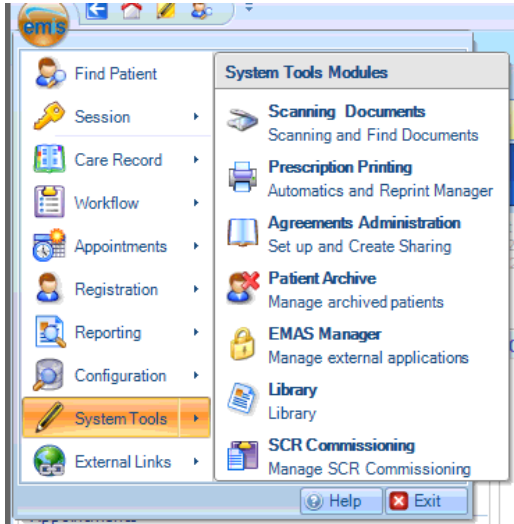 emis
Find Patient
Session
Care Record
Workflow
Appointments
Registration
Reporting
Configuration
System Tools
External Links
System Tools Modules
Scanning Documents
Scanning and Find Documents
Prescription Printing
Automatics and Reprint Manager
Agreements Administration
Set up and Create Sharing
Patient Archive
Manage archived patients
EMAS Manager
Manage external applications
Library
Library
SCR Commissioning
Manage SCR Commissioning
Help
Exit